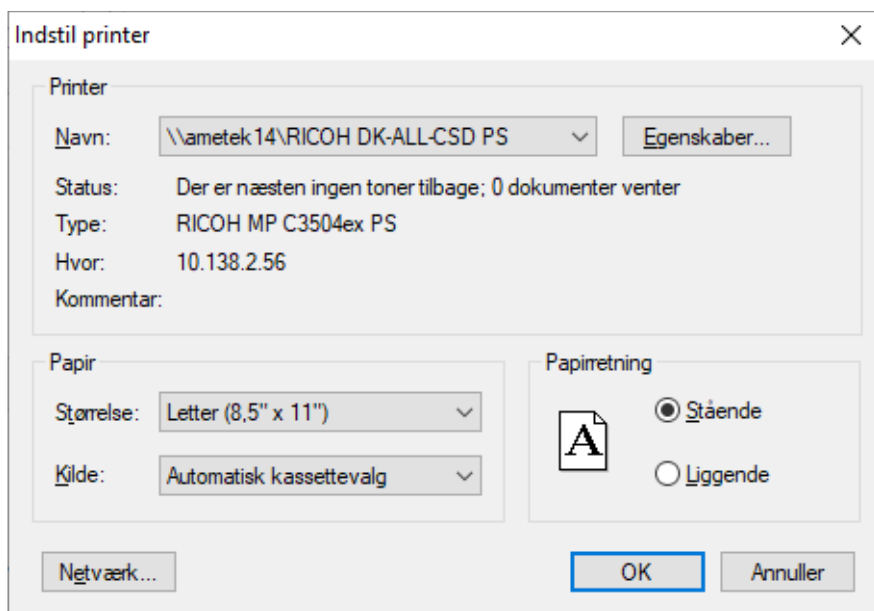 Indstil printer
Printer
Navn: \\ametek14\RICOH DK-ALL-CSD PS Egenskaber...
Status: Der er næsten ingen toner tilbage; 0 dokumenter venter
Type: RICOH MP C3504ex PS
Hvor: 10.138.2.56
Kommentar:
Papir
Størrelse: Letter (8,5" x 11")
Kilde: Automatisk kassettevalg
Papirretning
A
Stående
Liggende
Netværk... OK Annuller